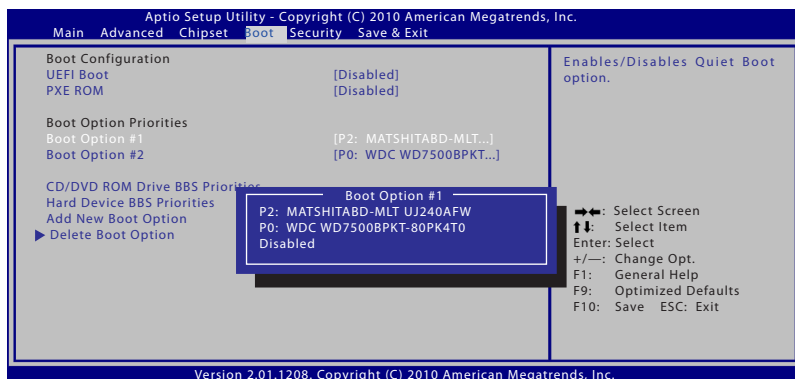 Aptio Setup Utility - Copyright (C) 2010 American Megatrends, Inc.
Main Advanced Chipset Boot Security Save & Exit
Boot Configuration
UEFI Boot [Disabled]
PXE ROM [Disabled]
Boot Option Priorities
Boot Option #1 [P2: MATSHITABD-MLT...]
Boot Option #2 [P0: WDC WD7500BPKT...]
CD/DVD ROM Drive BBS Priorities
Hard Device BBS Priorities
Add New Boot Option
Delete Boot Option
Boot Option #1
P2: MATSHITABD-MLT UJ240AFW
P0: WDC WD7500BPKT-80PK4T0
Disabled
Enables/Disables Quiet Boot
option.
→←: Select Screen
↑↓: Select Item
Enter: Select
+/—: Change Opt.
F1: General Help
F9: Optimized Defaults
F10: Save ESC: Exit
Version 2.01.1208. Copyright (C) 2010 American Megatrends, Inc.